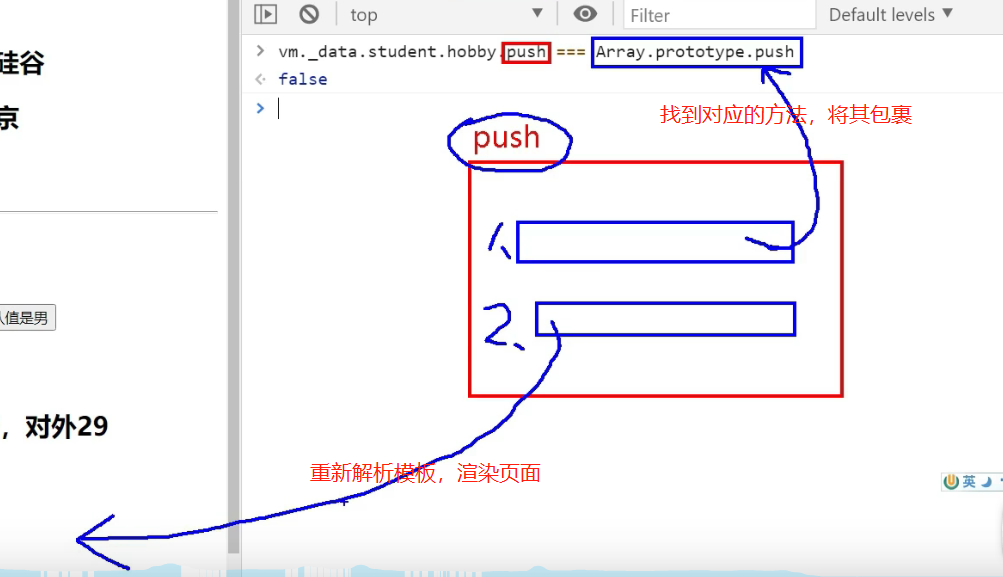 top
Filter
Default levels ▼
硅谷
京
> vm._data.student.hobby.push === Array.prototype.push
< false
>
找到对应的方法，将其包裹
push
1、
2、
值是男
，对外29
重新解析模板，渲染页面
英